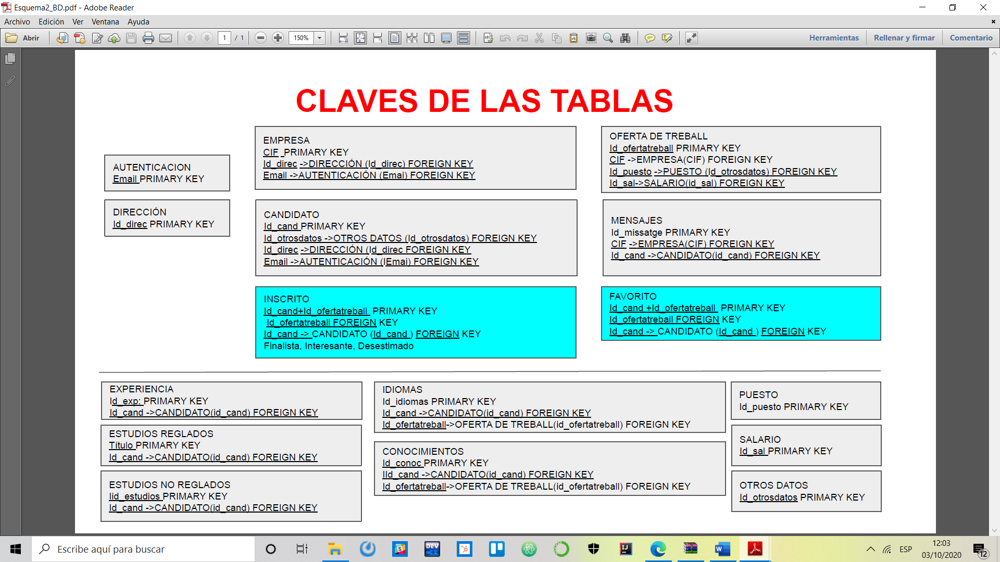 Esquema2_BD.pdf - Adobe Reader
Archivo Edición Ver Ventana Ayuda
Abrir 1 / 1 150% Herramientas Rellenar y firmar Comentario
CLAVES DE LAS TABLAS
AUTENTICACION
Email PRIMARY KEY
DIRECCIÓN
Id_direc PRIMARY KEY
EMPRESA
CIF _PRIMARY KEY
Id_direc ->DIRECCIÓN (Id_direc) FOREIGN KEY
Email ->AUTENTICACIÓN (Emai) FOREIGN KEY
OFERTA DE TREBALL
Id_ofertatreball PRIMARY KEY
CIF ->EMPRESA(CIF) FOREIGN KEY
Id_puesto ->PUESTO (Id_otrosdatos) FOREIGN KEY
Id_sal->SALARIO(id_sal) FOREIGN KEY
CANDIDATO
Id_cand PRIMARY KEY
Id_otrosdatos ->OTROS DATOS (Id_otrosdatos) FOREIGN KEY
Id_direc ->DIRECCIÓN (Id_direc FOREIGN KEY
Email ->AUTENTICACIÓN (IEmai) FOREIGN KEY
MENSAJES
Id_missatge PRIMARY KEY
CIF ->EMPRESA(CIF) FOREIGN KEY
Id_cand ->CANDIDATO(id_cand) FOREIGN KEY
INSCRITO
Id_cand+Id_ofertatreball PRIMARY KEY
Id_ofertatreball FOREIGN KEY
Id_cand -> CANDIDATO (Id_cand ) FOREIGN KEY
Finalista, Interesante, Desestimado
FAVORITO
Id_cand +Id_ofertatreball PRIMARY KEY
Id_ofertatreball FOREIGN KEY
Id_cand -> CANDIDATO (Id_cand ) FOREIGN KEY
EXPERIENCIA
Id_exp: PRIMARY KEY
Id_cand ->CANDIDATO(id_cand) FOREIGN KEY
ESTUDIOS REGLADOS
Título PRIMARY KEY
Id_cand ->CANDIDATO(id_cand) FOREIGN KEY
ESTUDIOS NO REGLADOS
Iid_estudios PRIMARY KEY
Id_cand ->CANDIDATO(id_cand) FOREIGN KEY
IDIOMAS
Id_idiomas PRIMARY KEY
Id_cand ->CANDIDATO(id_cand) FOREIGN KEY
Id_ofertatreball->OFERTA DE TREBALL(id_ofertatreball) FOREIGN KEY
CONOCIMIENTOS
Id_conoc PRIMARY KEY
IId_cand ->CANDIDATO(id_cand) FOREIGN KEY
Id_ofertatreball->OFERTA DE TREBALL(id_ofertatreball) FOREIGN KEY
PUESTO
Id_puesto PRIMARY KEY
SALARIO
Id_sal PRIMARY KEY
OTROS DATOS
Id_otrosdatos PRIMARY KEY
Escribe aquí para buscar
DEV C++
IJ
W
ESP
12:03
03/10/2020
12